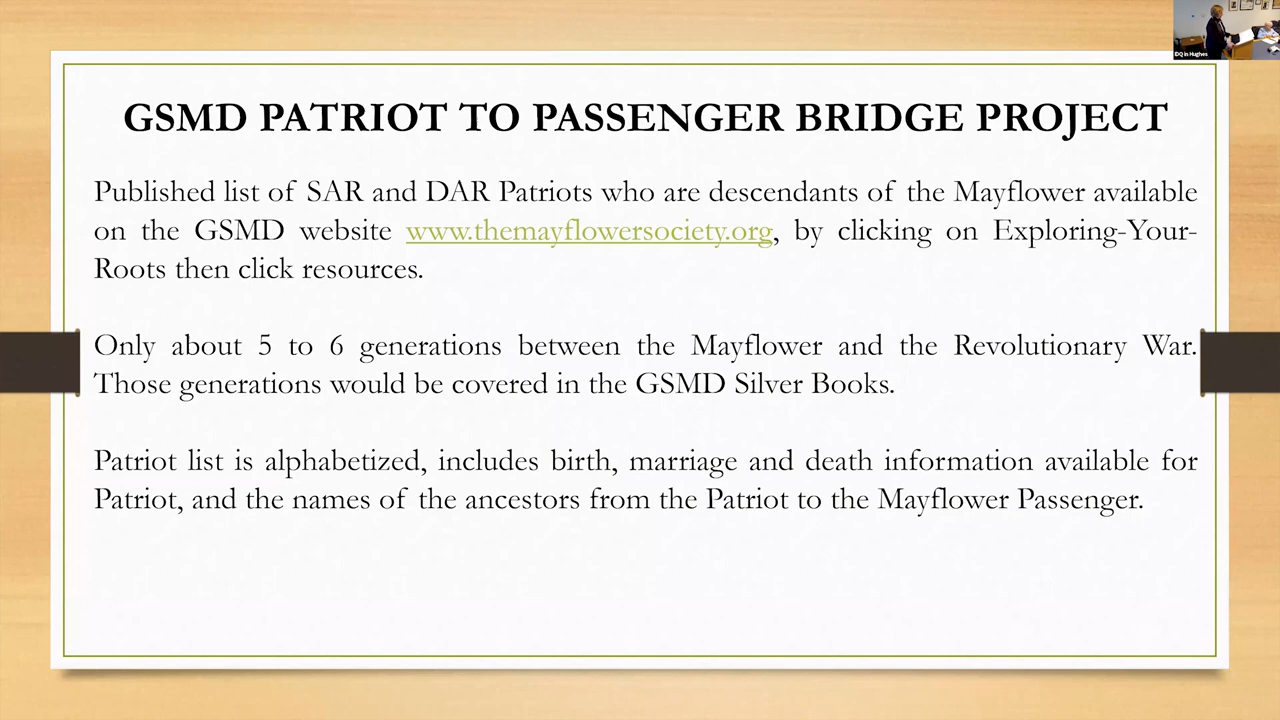 GSMD PATRIOT TO PASSENGER BRIDGE PROJECT
Published list of SAR and DAR Patriots who are descendants of the Mayflower available
on the GSMD website www.themayflowersociety.org, by clicking on Exploring-Your-
Roots then click resources.
Only about 5 to 6 generations between the Mayflower and the Revolutionary War.
Those generations would be covered in the GSMD Silver Books.
Patriot list is alphabetized, includes birth, marriage and death information available for
Patriot, and the names of the ancestors from the Patriot to the Mayflower Passenger.
in Hughes